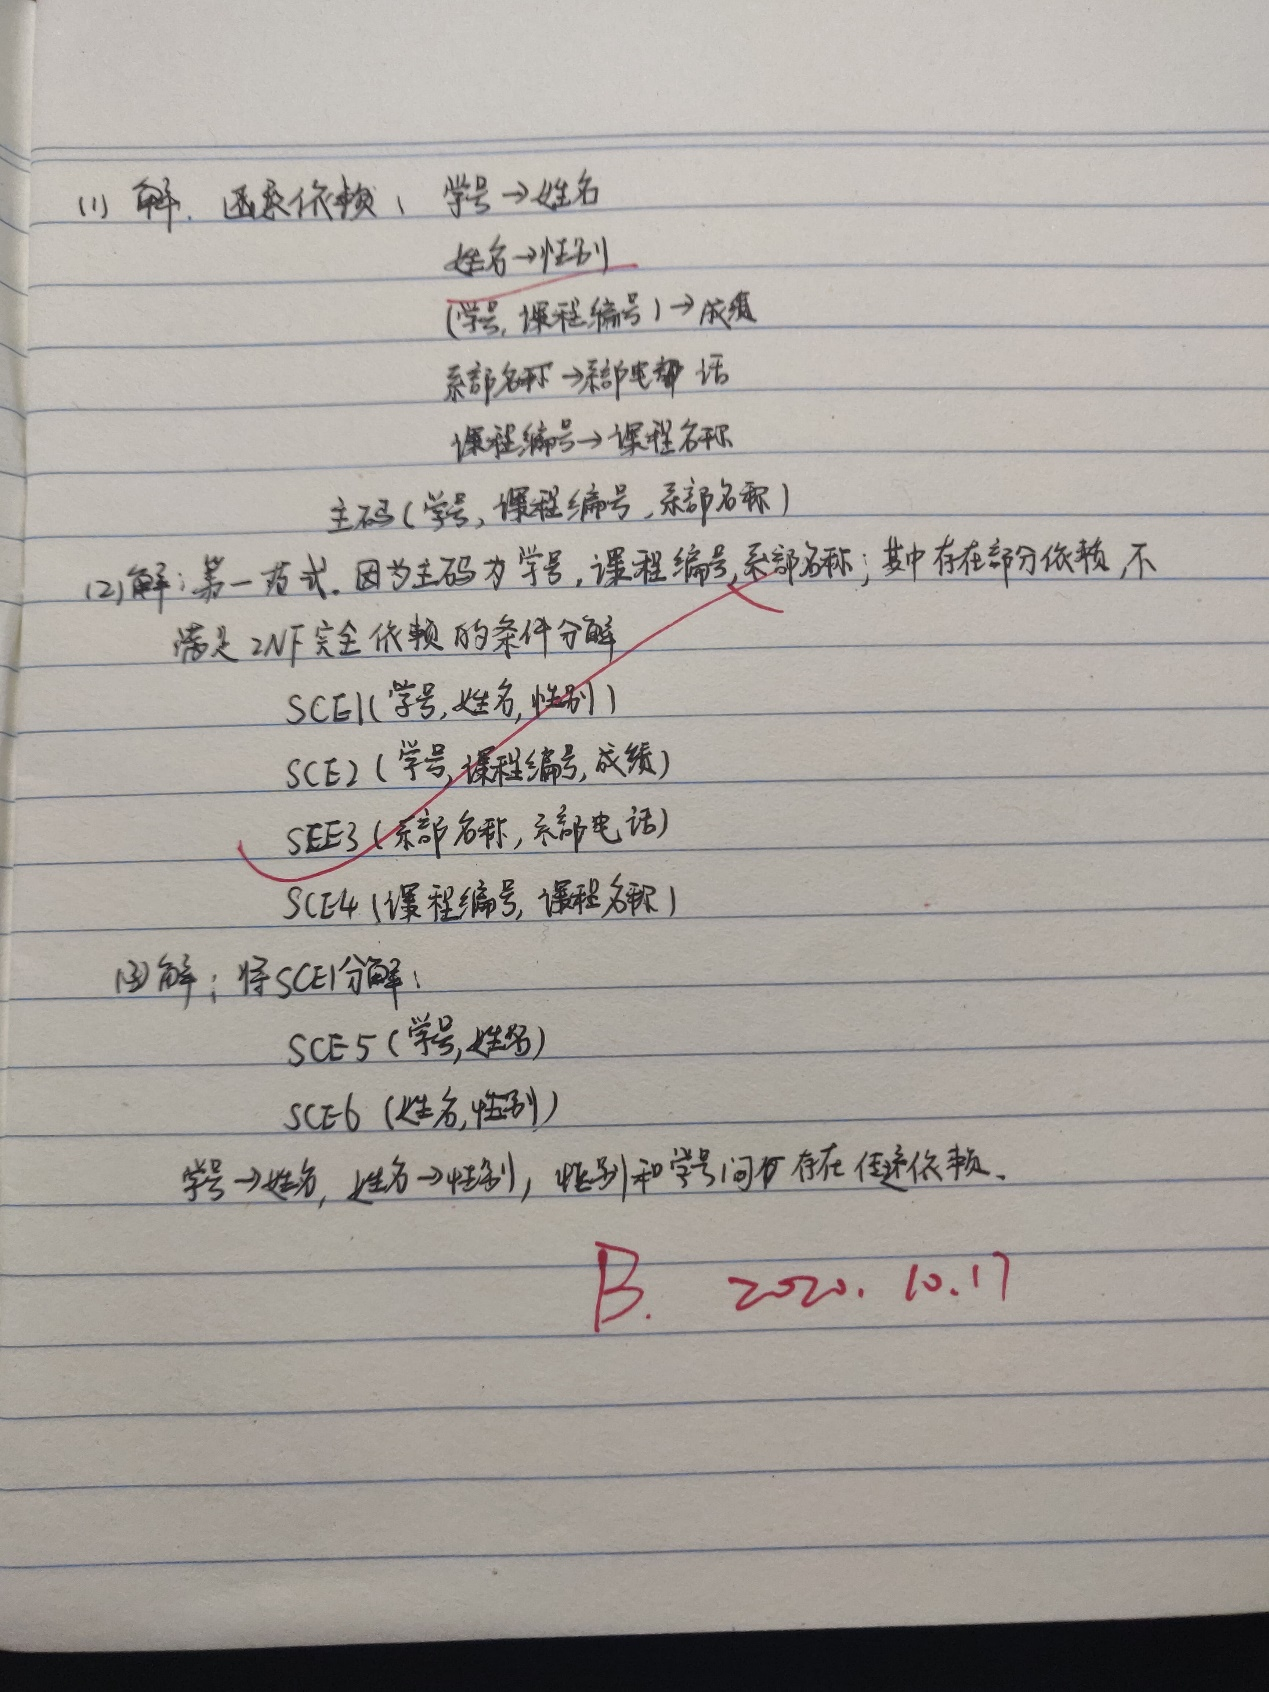 (1) 解. 函数依赖: 学号→姓名
姓名→性别
(学号, 课程编号)→成绩
系部名称→系部电话
课程编号→课程名称
主码(学号, 课程编号, 系部名称)
(2)解: 第一范式. 因为主码为学号, 课程编号, 系部名称; 其中存在部分依赖, 不
满足2NF完全依赖的条件分解
SCE1(学号, 姓名, 性别)
SCE2(学号, 课程编号, 成绩)
SEE3(系部名称, 系部电话)
SCE4(课程编号, 课程名称)
解: 将SCE1分解:
SCE5(学号, 姓名)
SCE6(姓名, 性别)
学号→姓名, 姓名→性别, 性别和学号间存在传递依赖.
B. 2020. 10. 17